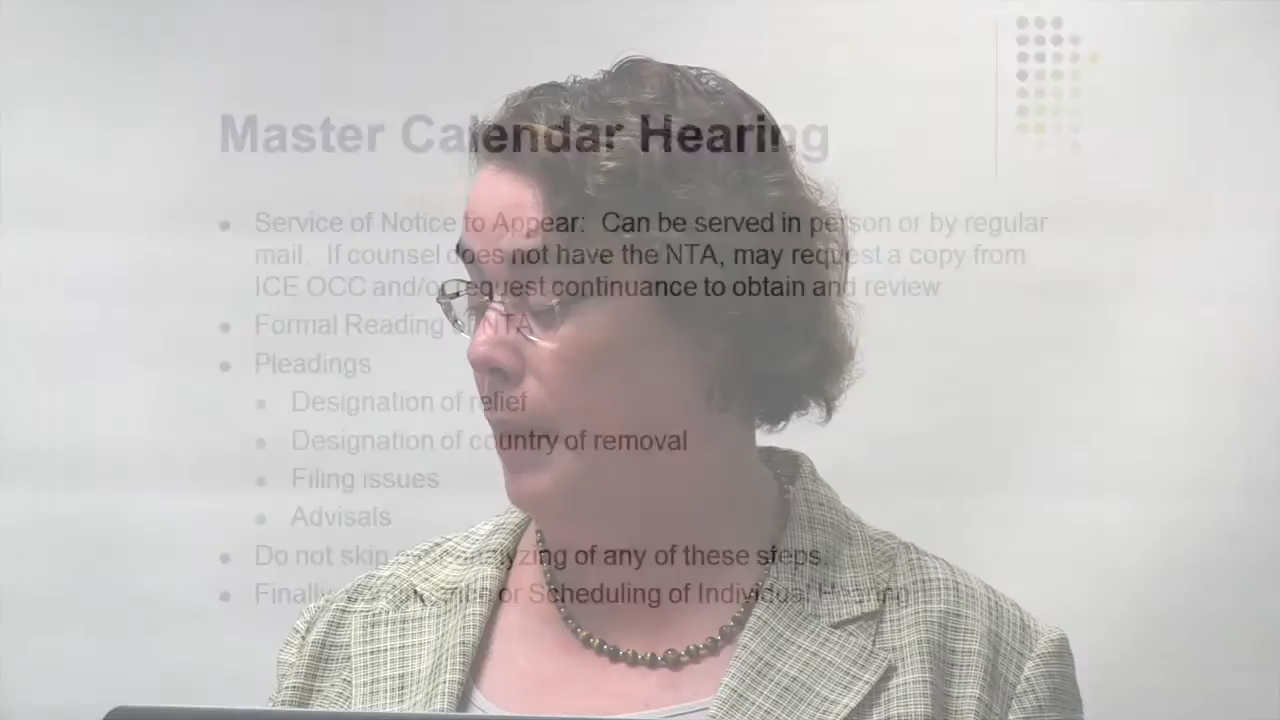 Master Calendar Hearing
Service of Notice to Appear: Can be served in person or by regular
mail. If counsel does not have the NTA, may request a copy from
ICE OCC and/or request continuance to obtain and review
Formal Reading of NTA
Pleadings
Designation of relief
Designation of country of removal
Filing issues
Advisals
Do not skip of any of these steps
Finally or Scheduling of Individual Hearing